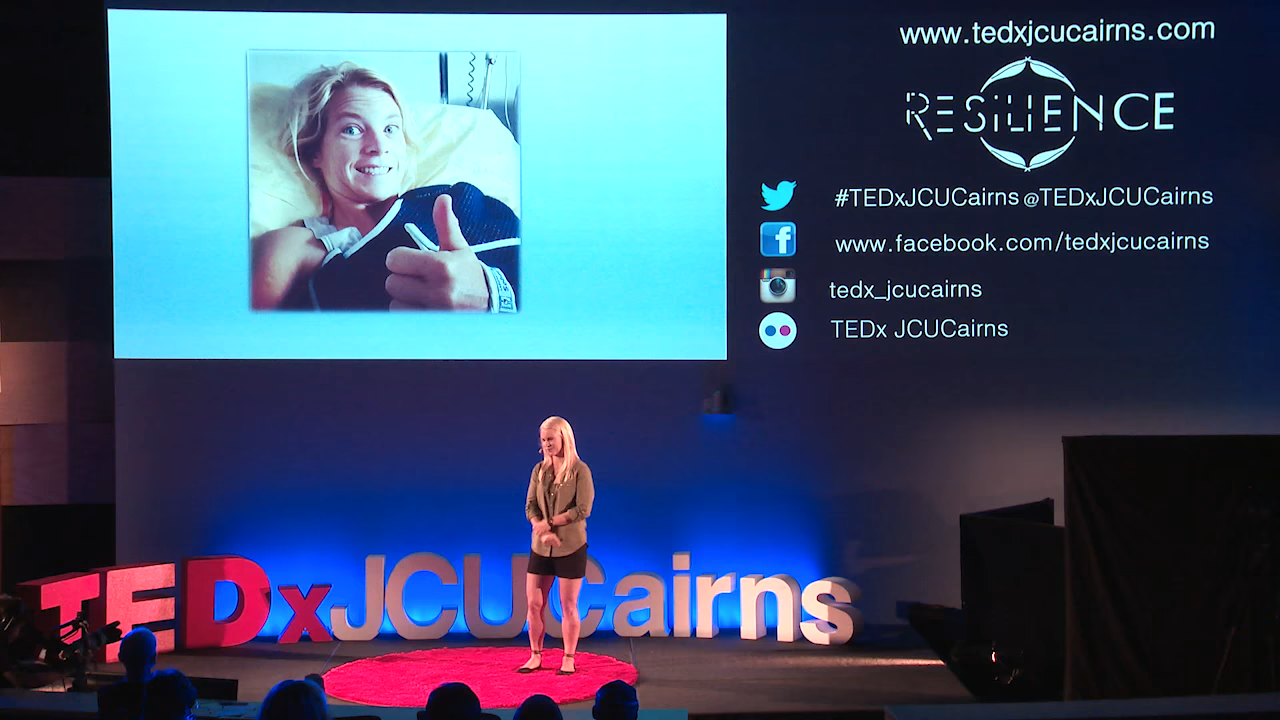 www.tedxjcucairns.com
RESILIENCE
#TEDxJCUCairns @TEDxJCUCairns
www.facebook.com/tedxjcucairns
tedx_jcucairns
TEDx JCUCairns
TEDxJCUCairns